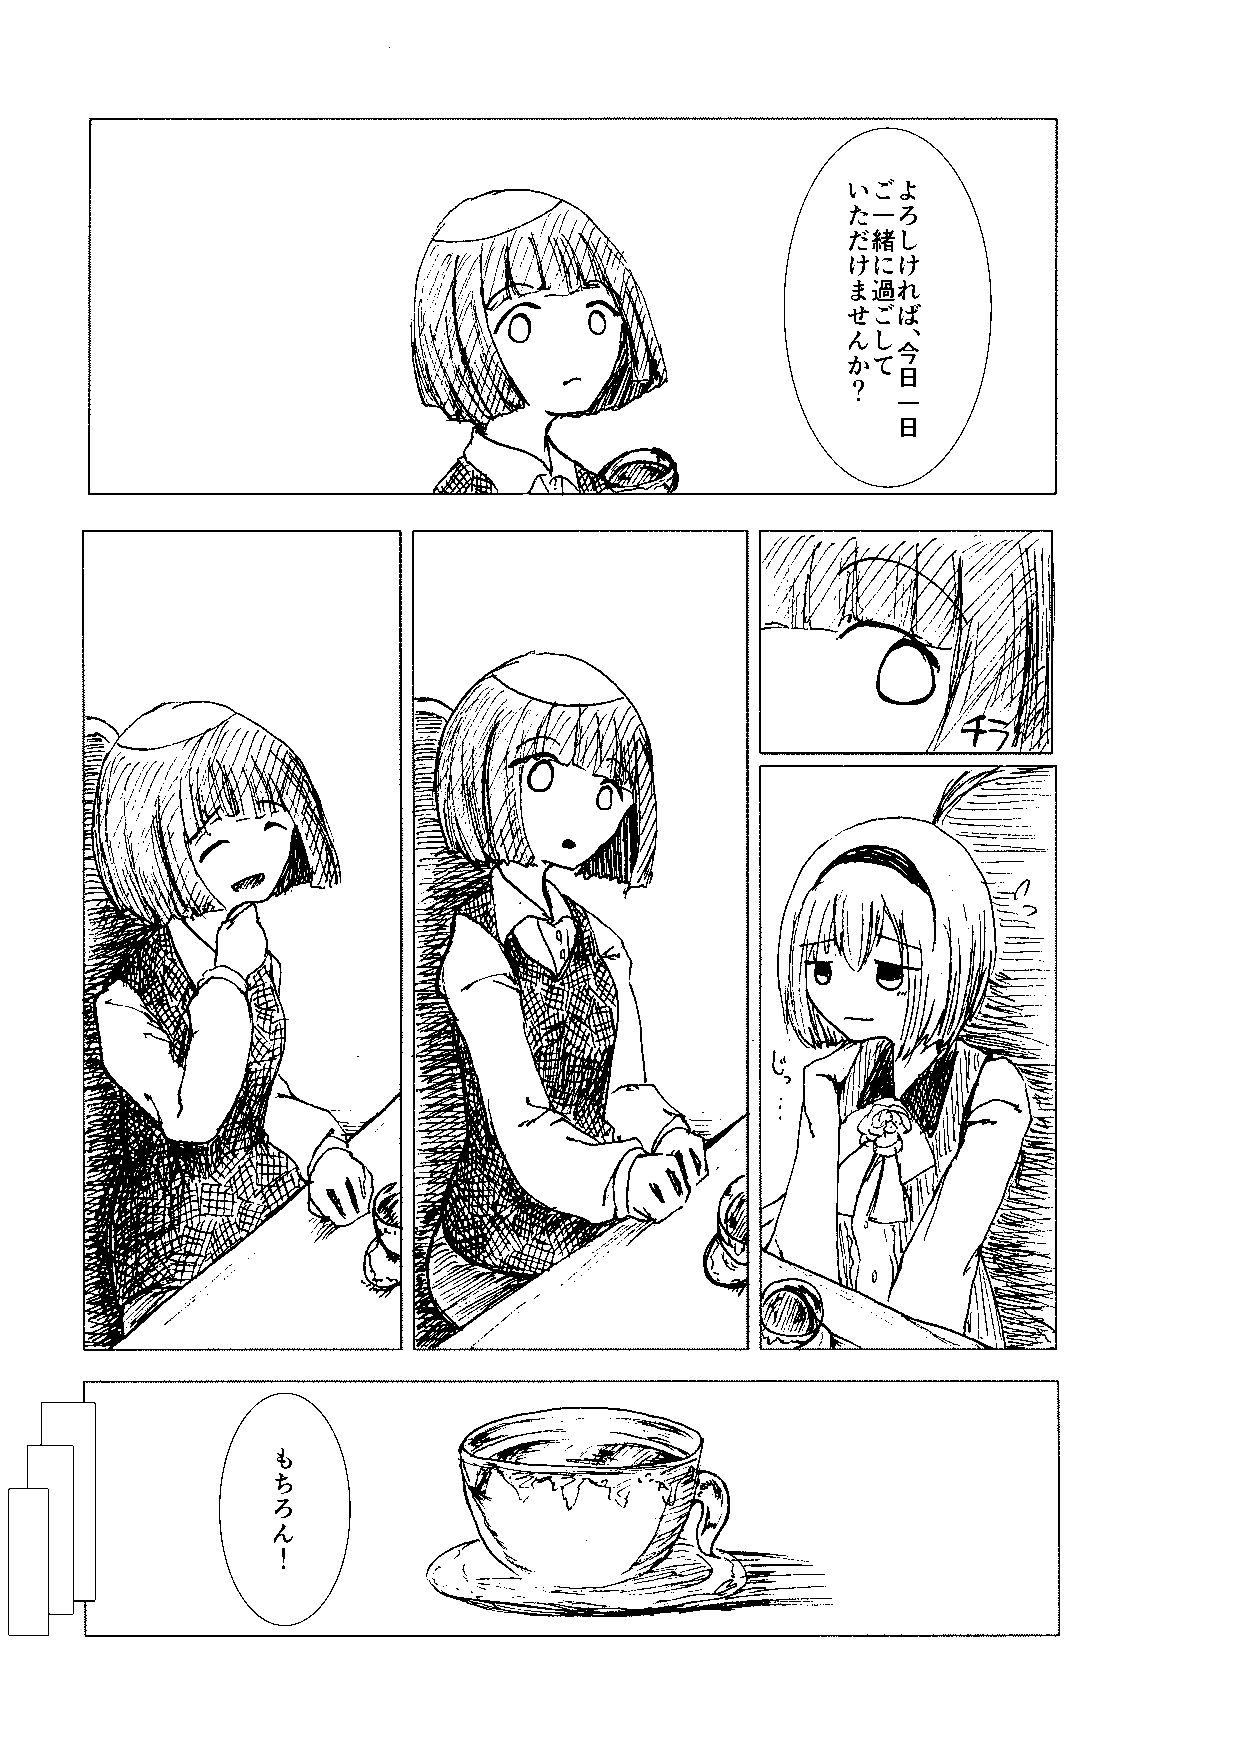 よろしければ、今日一日
ご一緒に過ごして
いただけませんか？
チラ
じっ…
もちろん！